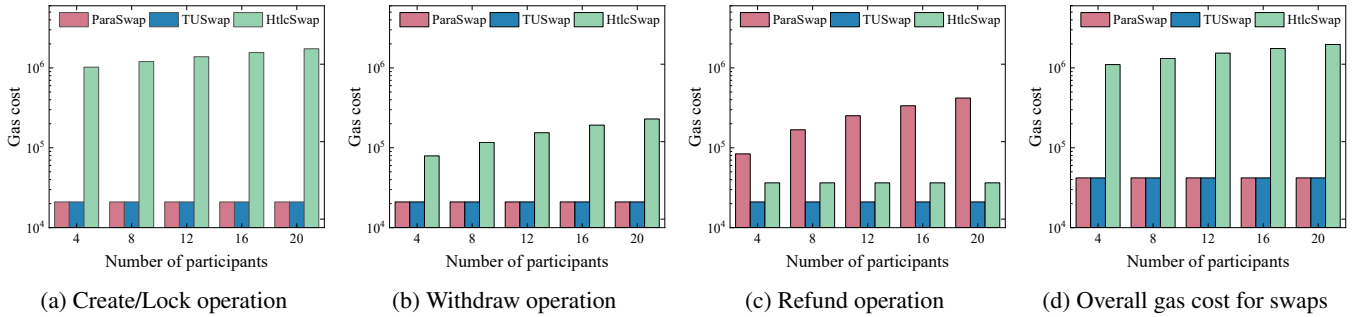 ParaSwap TUSwap HtlcSwap
10^6
10^5
10^4
Gas cost
4 8 12 16 20
Number of participants
(a) Create/Lock operation
ParaSwap TUSwap HtlcSwap
10^6
10^5
10^4
Gas cost
4 8 12 16 20
Number of participants
(b) Withdraw operation
ParaSwap TUSwap HtlcSwap
10^6
10^5
10^4
Gas cost
4 8 12 16 20
Number of participants
(c) Refund operation
ParaSwap TUSwap HtlcSwap
10^6
10^5
10^4
Gas cost
4 8 12 16 20
Number of participants
(d) Overall gas cost for swaps